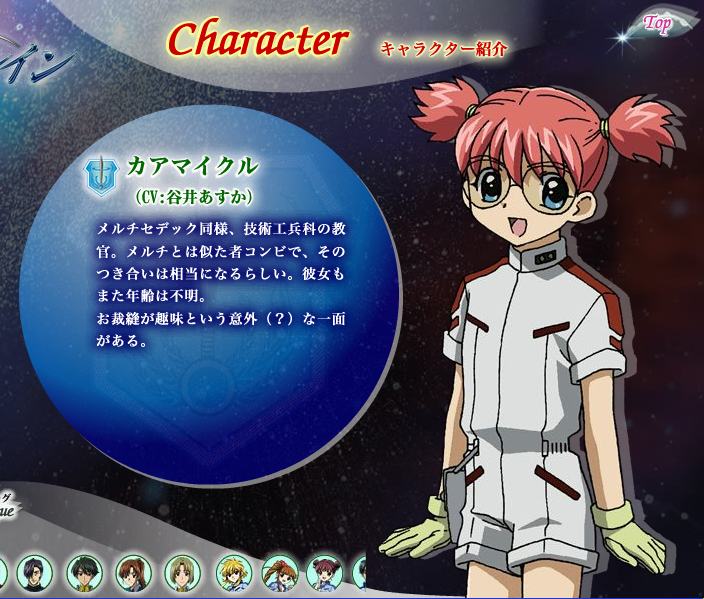 Character
キャラクター紹介
Top
イン
カアマイクル
(CV:谷井あすか)
メルチセデック同様、技術工兵科の教
官。メルチとは似た者コンビで、その
つき合いは相当になるらしい。彼女も
また年齢は不明。
お裁縫が趣味という意外（？）な一面
がある。
グ
ue